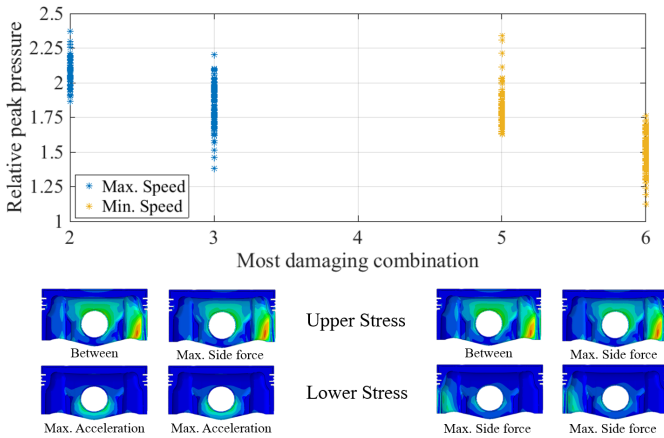 2.5
2.25
2
1.75
1.5
1.25
1
Relative peak pressure
Max. Speed
Min. Speed
2 3 4 5 6
Most damaging combination
Upper Stress
Between Max. Side force Between Max. Side force
Lower Stress
Max. Acceleration Max. Acceleration Max. Side force Max. Side force